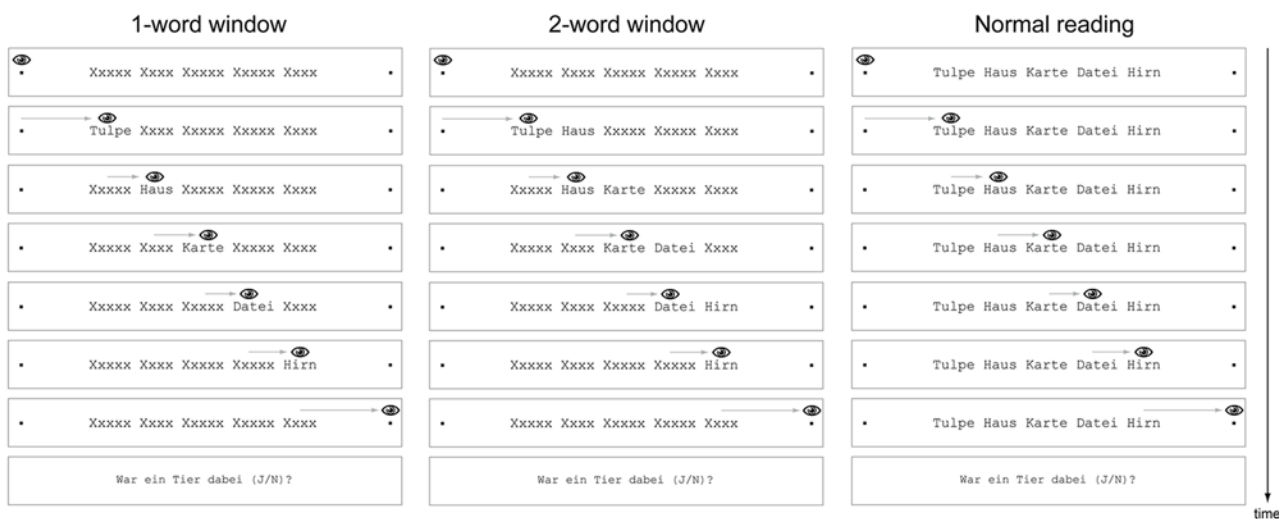 1-word window 2-word window Normal reading
Xxxxx Xxxx Xxxxx Xxxxx Xxxx Xxxxx Xxxx Xxxxx Xxxxx Xxxx Tulpe Haus Karte Datei Hirn
Tulpe Xxxx Xxxxx Xxxxx Xxxx Tulpe Haus Xxxxx Xxxxx Xxxx Tulpe Haus Karte Datei Hirn
Xxxxx Haus Xxxxx Xxxxx Xxxx Xxxxx Haus Karte Xxxxx Xxxx Tulpe Haus Karte Datei Hirn
Xxxxx Xxxx Karte Xxxxx Xxxx Xxxxx Xxxx Karte Datei Xxxx Tulpe Haus Karte Datei Hirn
Xxxxx Xxxx Xxxxx Datei Xxxx Xxxxx Xxxx Xxxxx Datei Hirn Tulpe Haus Karte Datei Hirn
Xxxxx Xxxx Xxxxx Xxxxx Hirn Xxxxx Xxxx Xxxxx Xxxxx Hirn Tulpe Haus Karte Datei Hirn
Xxxxx Xxxx Xxxxx Xxxxx Xxxx Xxxxx Xxxx Xxxxx Xxxxx Xxxx Tulpe Haus Karte Datei Hirn
War ein Tier dabei (J/N)? War ein Tier dabei (J/N)? War ein Tier dabei (J/N)?
time